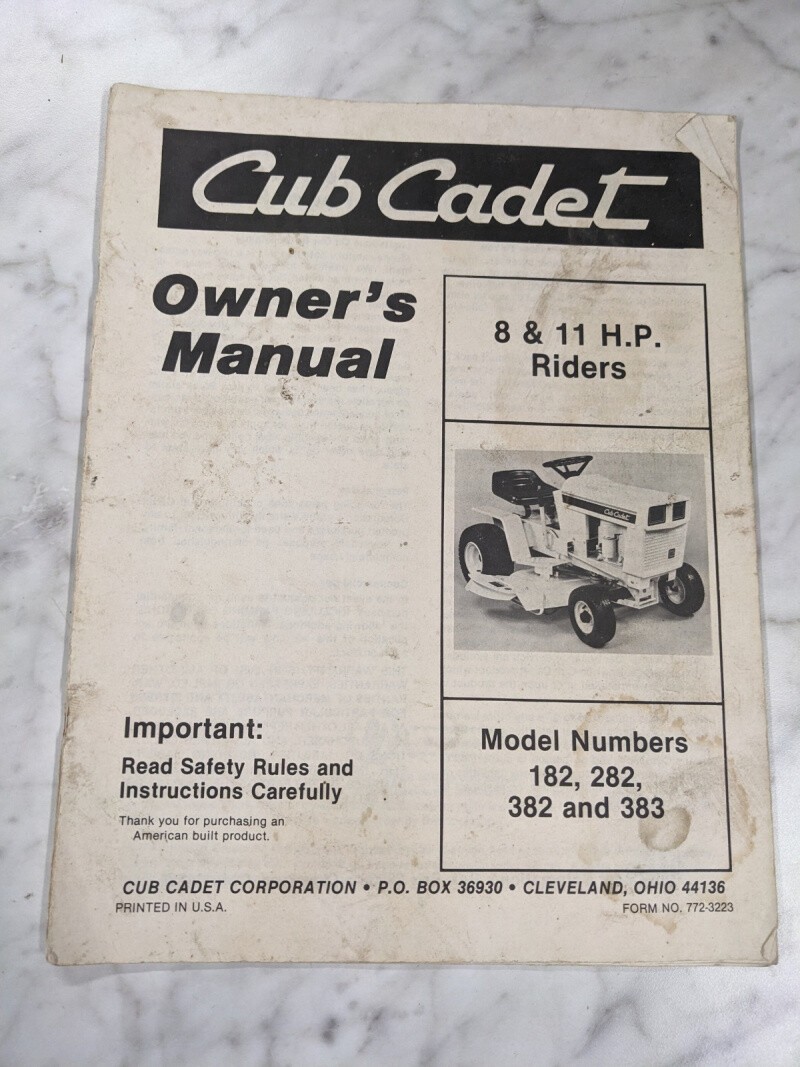 Cub Cadet
Owner's
Manual
8 & 11 H.P.
Riders
Cub Cadet
Important:
Read Safety Rules and
Instructions Carefully
Thank you for purchasing an
American built product.
Model Numbers
182, 282,
382 and 383
CUB CADET CORPORATION • P.O. BOX 36930 • CLEVELAND, OHIO 44136
PRINTED IN U.S.A.
FORM NO. 772-3223